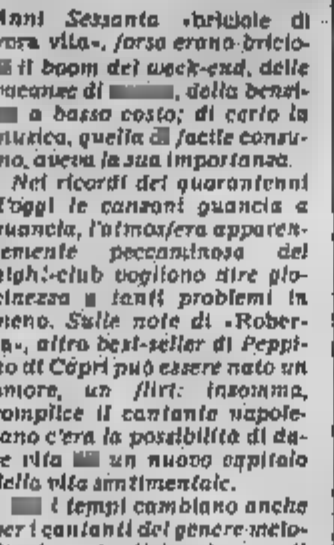 Anni Sessanta «briciole di
vera vita», forse erano bricio-
il boom dei week-end, delle
vacanze di , della benzi-
a basso costo; di certo la
musica, quella di facile consu-
mo, aveva la sua importanza.
Nei ricordi dei quarantenni
d'oggi le canzoni guancia a
guancia, l'atmosfera apparen-
temente peccaminosa del
night-club vogliono dire gio-
vinezza e tanti problemi in
meno. Sulle note di «Rober-
ta», altro best-seller di Peppi-
no di Capri può essere nato un
amore, un flirt: insomma,
complice il cantante napole-
tano c'era la possibilità di da-
re vita un nuovo capitolo
della vita sentimentale.
i tempi cambiano anche
per i cantanti del genere melo-